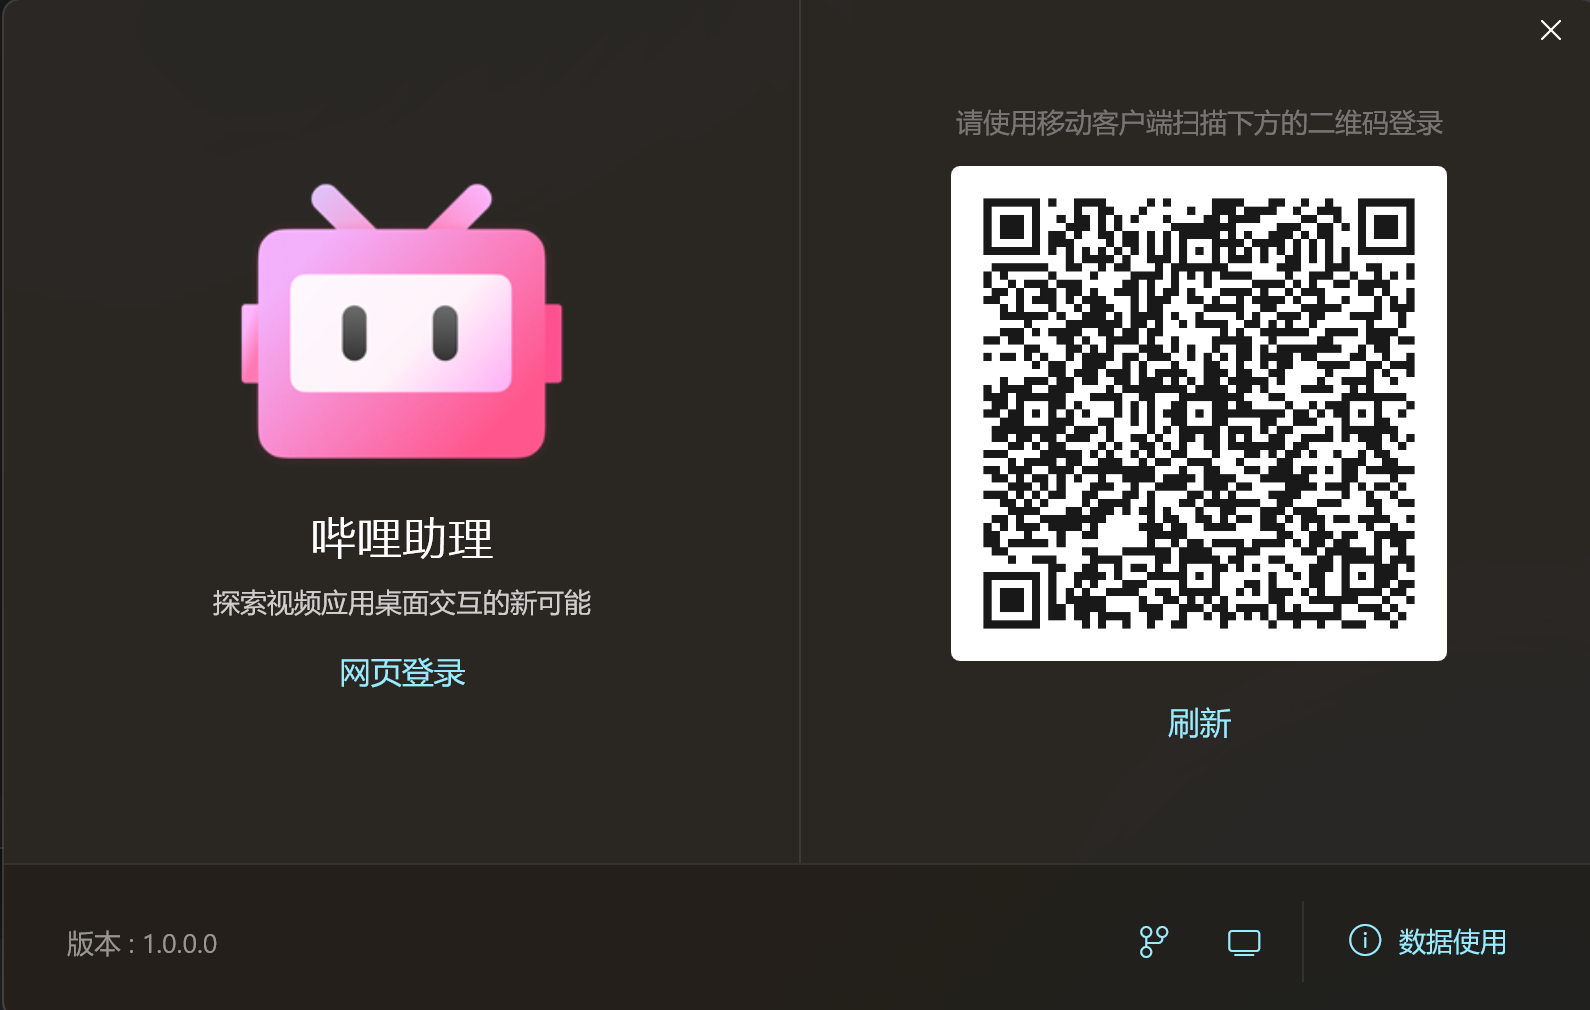 请使用移动客户端扫描下方的二维码登录
哔哩助理
探索视频应用桌面交互的新可能
网页登录
刷新
版本 : 1.0.0.0
数据使用